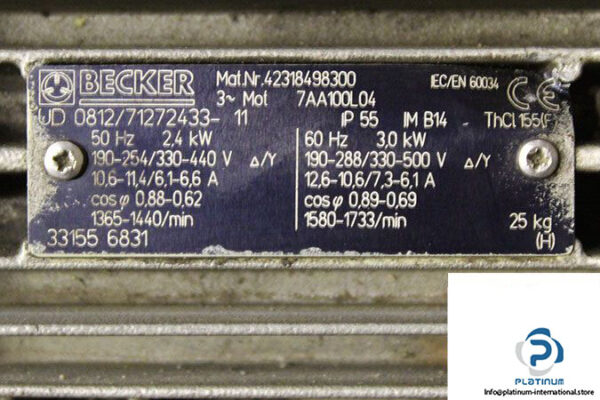 BECKER Mat.Nr.42318498300 IEC/EN 60034 CE
3~ Mot 7AA100L04
UD 0812/71272433- 11 IP 55 IM B14 ThCl 155(F
50 Hz 2,4 kW 60 Hz 3,0 kW
190-254/330-440 V Δ/Y 190-288/330-500 V Δ/Y
10,6-11,4/6,1-6,6 A 12,6-10,6/7,3-6,1 A
cos φ 0,88-0,62 cos φ 0,89-0,69
1365-1440/min 1580-1733/min 25 kg
33155 6831 (H)
PLATINUM
Info@platinum-international.store